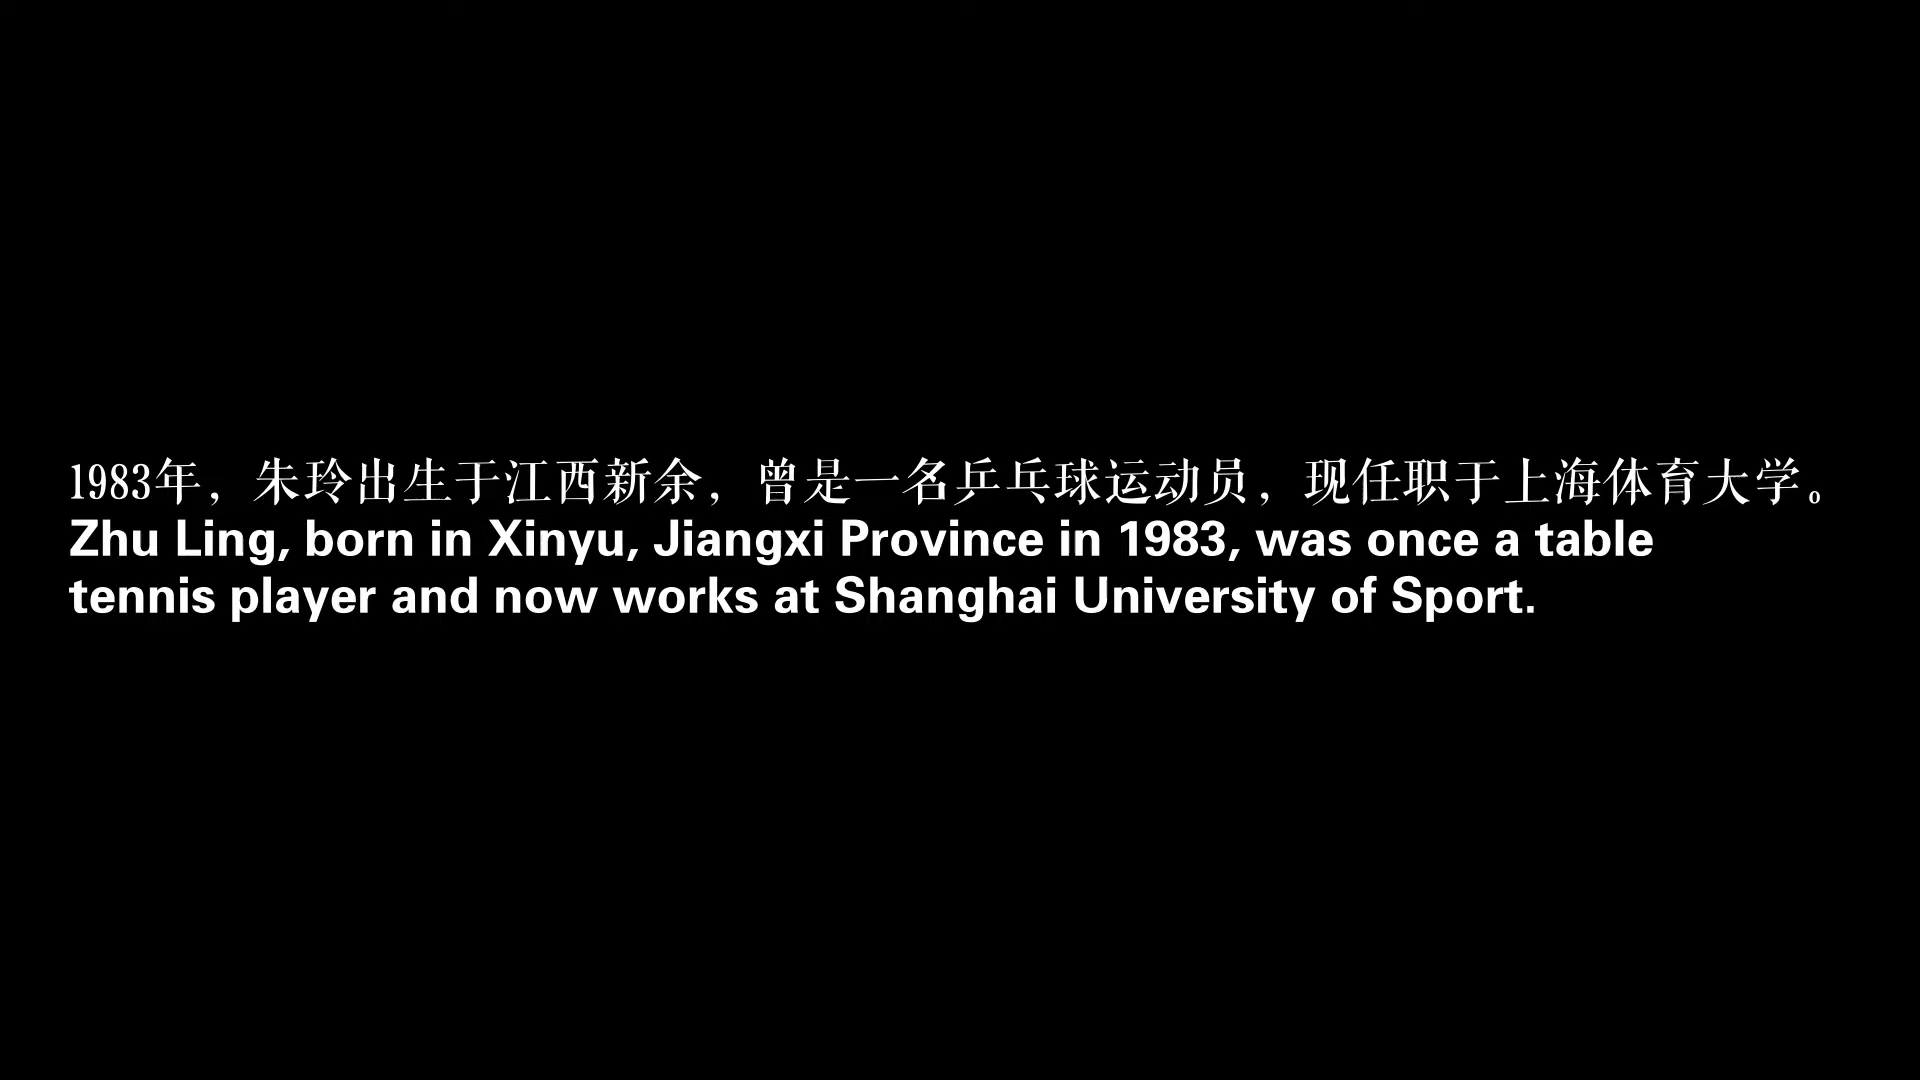 1983年，朱玲出生于江西新余，曾是一名乒乓球运动员，现任职于上海体育大学。
Zhu Ling, born in Xinyu, Jiangxi Province in 1983, was once a table
tennis player and now works at Shanghai University of Sport.